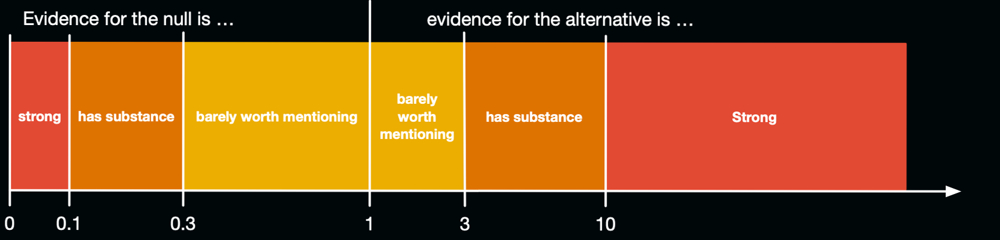 Evidence for the null is ...
evidence for the alternative is ...
strong
has substance
barely worth mentioning
barely
worth
mentioning
has substance
Strong
0
0.1
0.3
1
3
10